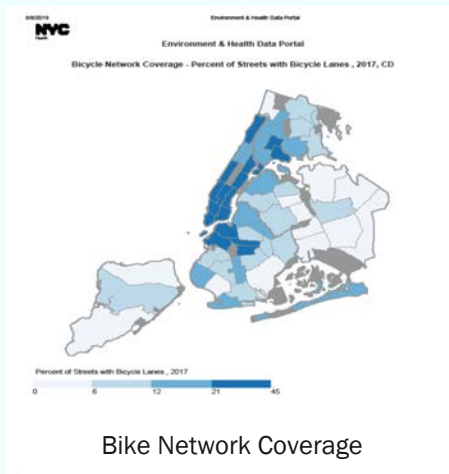 8/8/2019
Environment & Health Data Portal
NYC
Health
Environment & Health Data Portal
Bicycle Network Coverage - Percent of Streets with Bicycle Lanes , 2017, CD
Percent of Streets with Bicycle Lanes , 2017
0 6 12 21 45
Bike Network Coverage